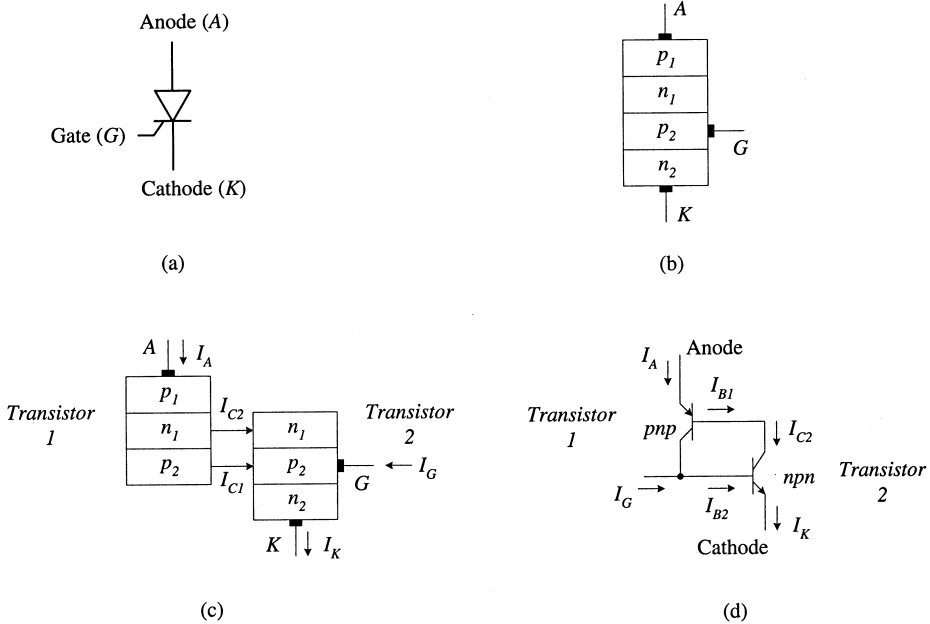 Anode (A)
Gate (G)
Cathode (K)
(a)
A
p1
n1
p2
G
n2
K
(b)
A
IA
p1
Transistor
1
n1
IC2
p2
IC1
n1
p2
n2
Transistor
2
G
IG
K
IK
(c)
Anode
IA
IB1
Transistor
1
pnp
IC2
npn
Transistor
2
IG
IB2
IK
Cathode
(d)